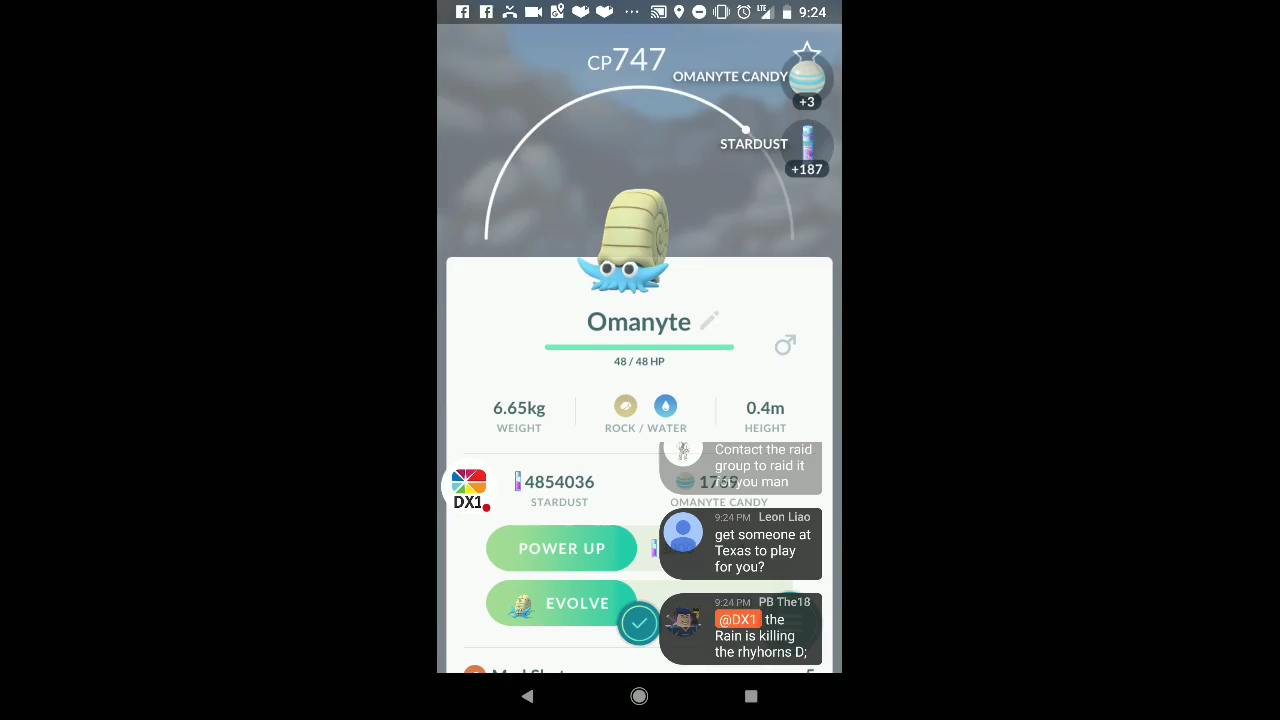 LTE 9:24
CP747
OMANYTE CANDY
+3
STARDUST
+187
Omanyte
48 / 48 HP
6.65kg
WEIGHT
ROCK / WATER
0.4m
HEIGHT
4854036
STARDUST
OMANYTE CANDY
DX1
POWER UP
EVOLVE
Contact the raid
group to raid it
for you man
9:24 PM Leon Liao
get someone at
Texas to play
for you?
9:24 PM PB The18
@DX1 the
Rain is killing
the rhyhorns D;